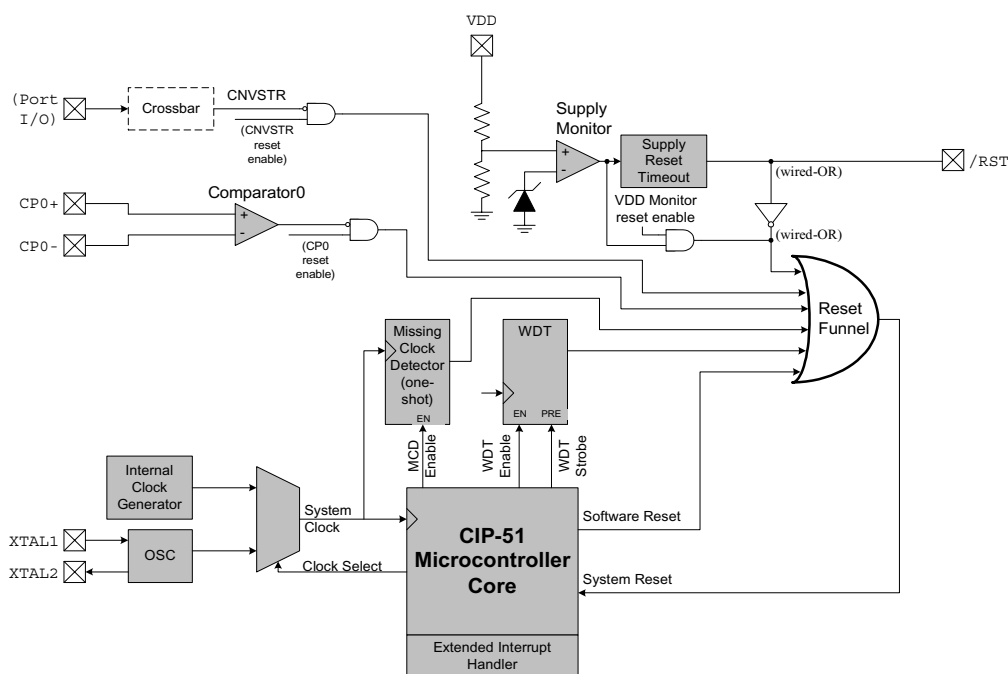 VDD
(Port
I/O)
Crossbar
CNVSTR
(CNVSTR
reset
enable)
Supply
Monitor
+
-
Supply
Reset
Timeout
(wired-OR)
/RST
VDD Monitor
reset enable
(wired-OR)
Comparator0
CP0+
CP0-
+
-
(CP0
reset
enable)
Reset
Funnel
Missing
Clock
Detector
(one-
shot)
EN
WDT
EN
PRE
MCD
Enable
WDT
Enable
WDT
Strobe
Internal
Clock
Generator
System
Clock
XTAL1
XTAL2
OSC
Clock Select
CIP-51
Microcontroller
Core
Software Reset
System Reset
Extended Interrupt
Handler